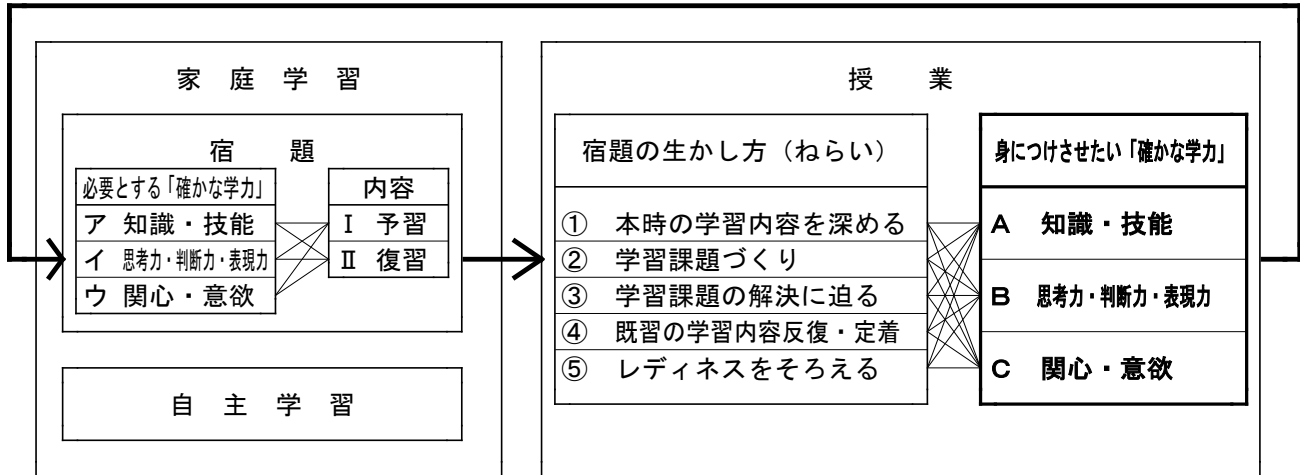 家庭学習
宿題
必要とする「確かな学力」
ア 知識・技能
イ 思考力・判断力・表現力
ウ 関心・意欲
内容
Ⅰ 予習
Ⅱ 復習
自主学習
授業
宿題の生かし方（ねらい）
① 本時の学習内容を深める
② 学習課題づくり
③ 学習課題の解決に迫る
④ 既習の学習内容反復・定着
⑤ レディネスをそろえる
身につけさせたい「確かな学力」
A 知識・技能
B 思考力・判断力・表現力
C 関心・意欲